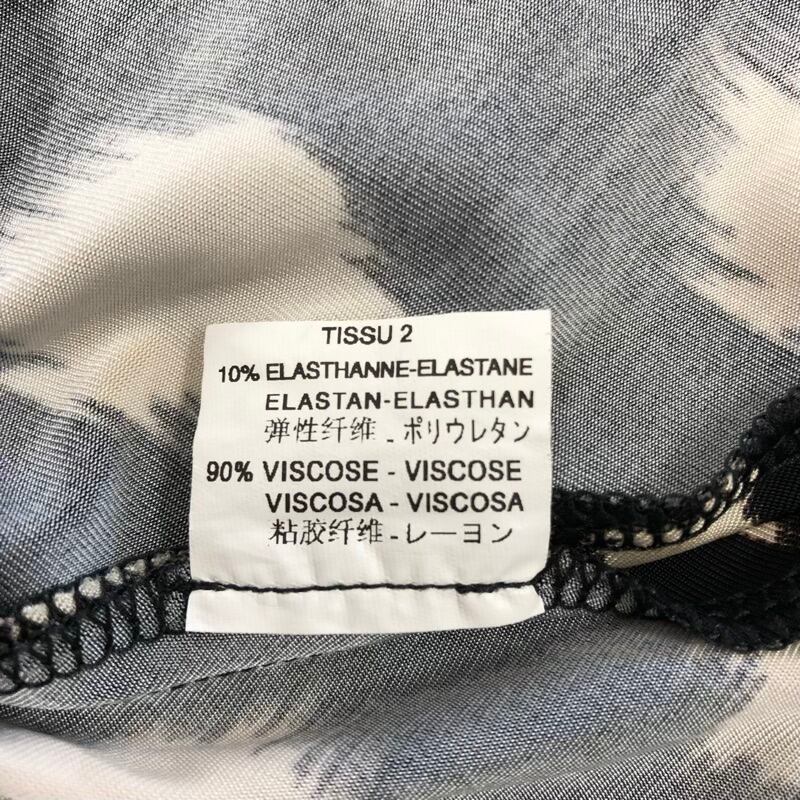 TISSU 2
10% ELASTHANNE-ELASTANE
ELASTAN-ELASTHAN
弹性纤维 - ポリウレタン
90% VISCOSE - VISCOSE
VISCOSA - VISCOSA
粘胶纤维 - レーヨン